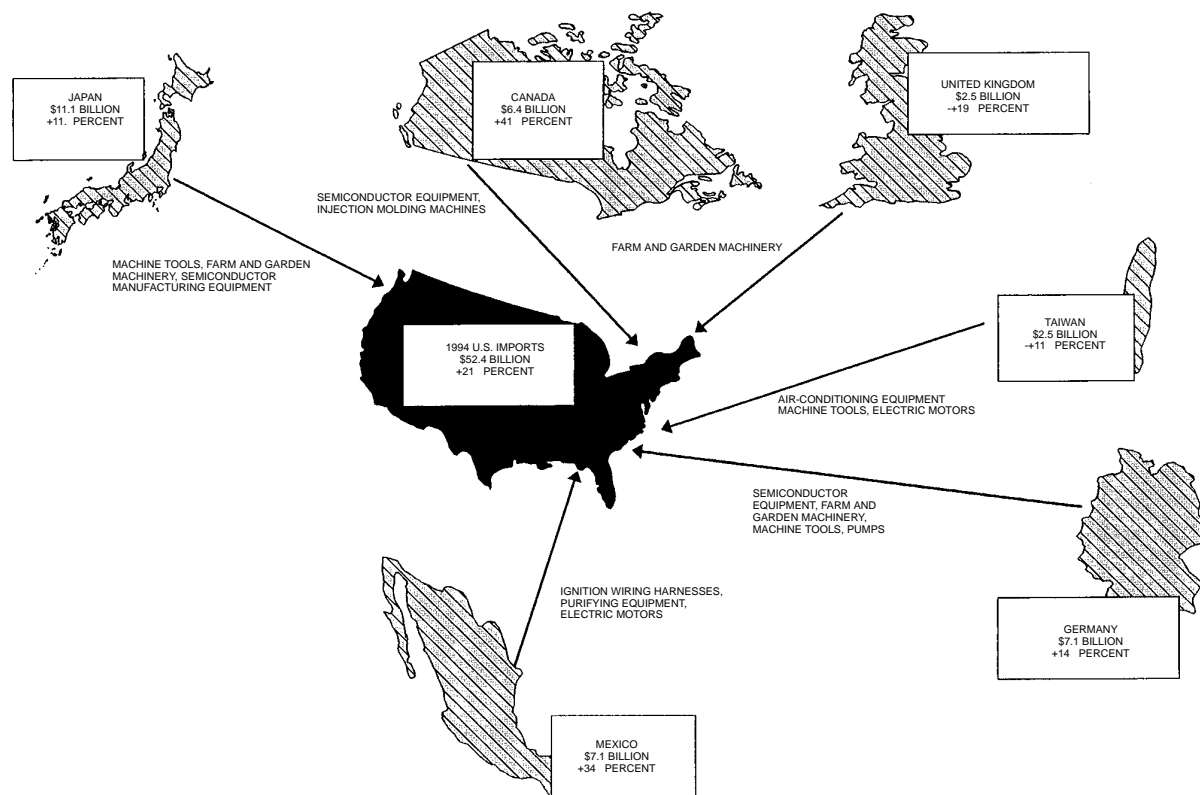 JAPAN
$11.1 BILLION
+11. PERCENT
CANADA
$6.4 BILLION
+41 PERCENT
UNITED KINGDOM
$2.5 BILLION
-+19 PERCENT
SEMICONDUCTOR EQUIPMENT,
INJECTION MOLDING MACHINES
FARM AND GARDEN MACHINERY
MACHINE TOOLS, FARM AND GARDEN
MACHINERY, SEMICONDUCTOR
MANUFACTURING EQUIPMENT
1994 U.S. IMPORTS
$52.4 BILLION
+21 PERCENT
TAIWAN
$2.5 BILLION
-+11 PERCENT
AIR-CONDITIONING EQUIPMENT
MACHINE TOOLS, ELECTRIC MOTORS
SEMICONDUCTOR
EQUIPMENT, FARM AND
GARDEN MACHINERY,
MACHINE TOOLS, PUMPS
IGNITION WIRING HARNESSES,
PURIFYING EQUIPMENT,
ELECTRIC MOTORS
GERMANY
$7.1 BILLION
+14 PERCENT
MEXICO
$7.1 BILLION
+34 PERCENT